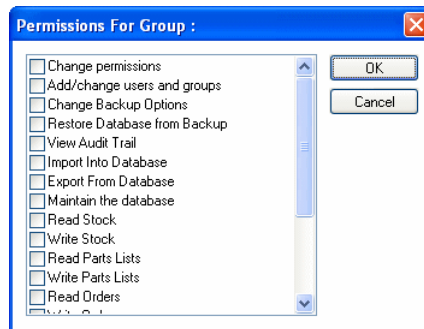 Permissions For Group :
Change permissions
Add/change users and groups
Change Backup Options
Restore Database from Backup
View Audit Trail
Import Into Database
Export From Database
Maintain the database
Read Stock
Write Stock
Read Parts Lists
Write Parts Lists
Read Orders
OK
Cancel